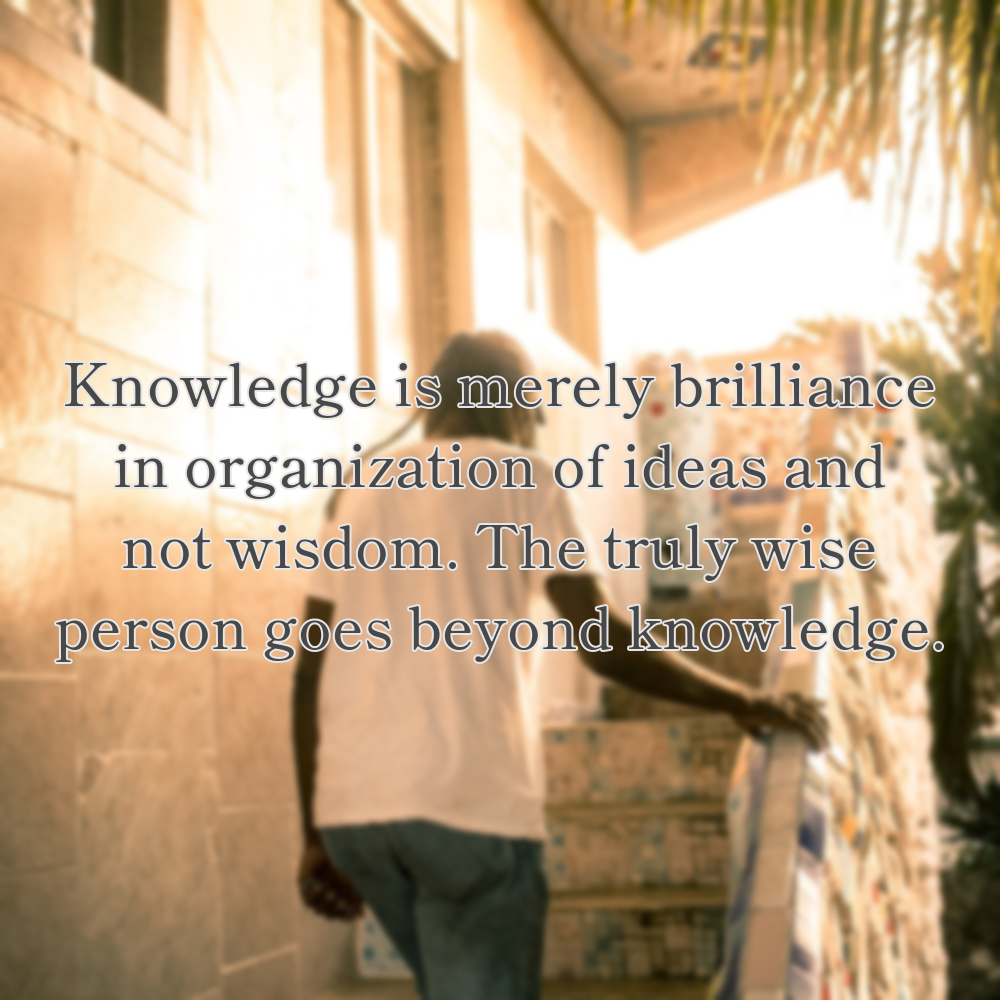 Knowledge is merely brilliance
in organization of ideas and
not wisdom. The truly wise
person goes beyond knowledge.